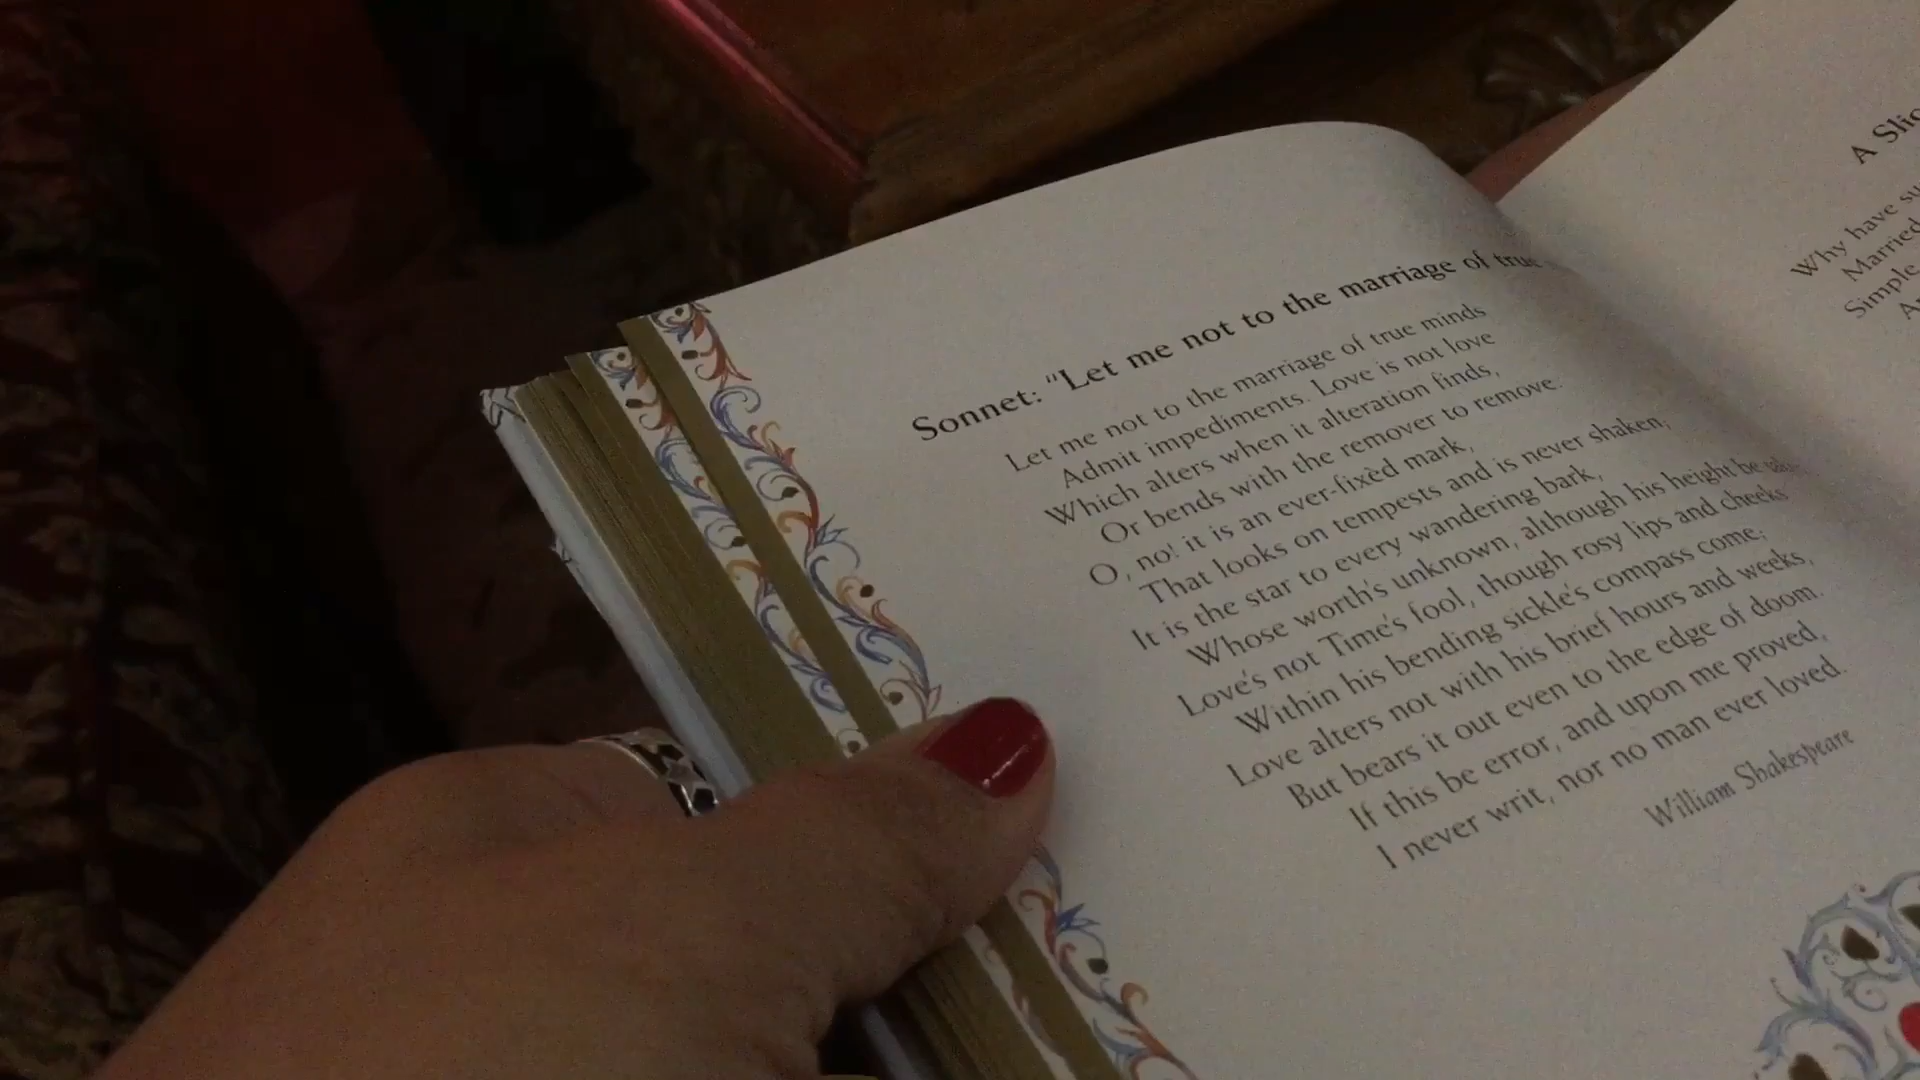 Sonnet: "Let me not to the marriage of true
Let me not to the marriage of true minds
Admit impediments. Love is not love
Which alters when it alteration finds,
Or bends with the remover to remove:
O, no! it is an ever-fixèd mark,
That looks on tempests and is never shaken;
It is the star to every wandering bark,
Whose worth's unknown, although his height be
Love's not Time's fool, though rosy lips and cheeks
Within his bending sickle's compass come;
Love alters not with his brief hours and weeks,
But bears it out even to the edge of doom.
If this be error, and upon me proved,
I never writ, nor no man ever loved.
William Shakespeare
A
Why have
Married
Simple